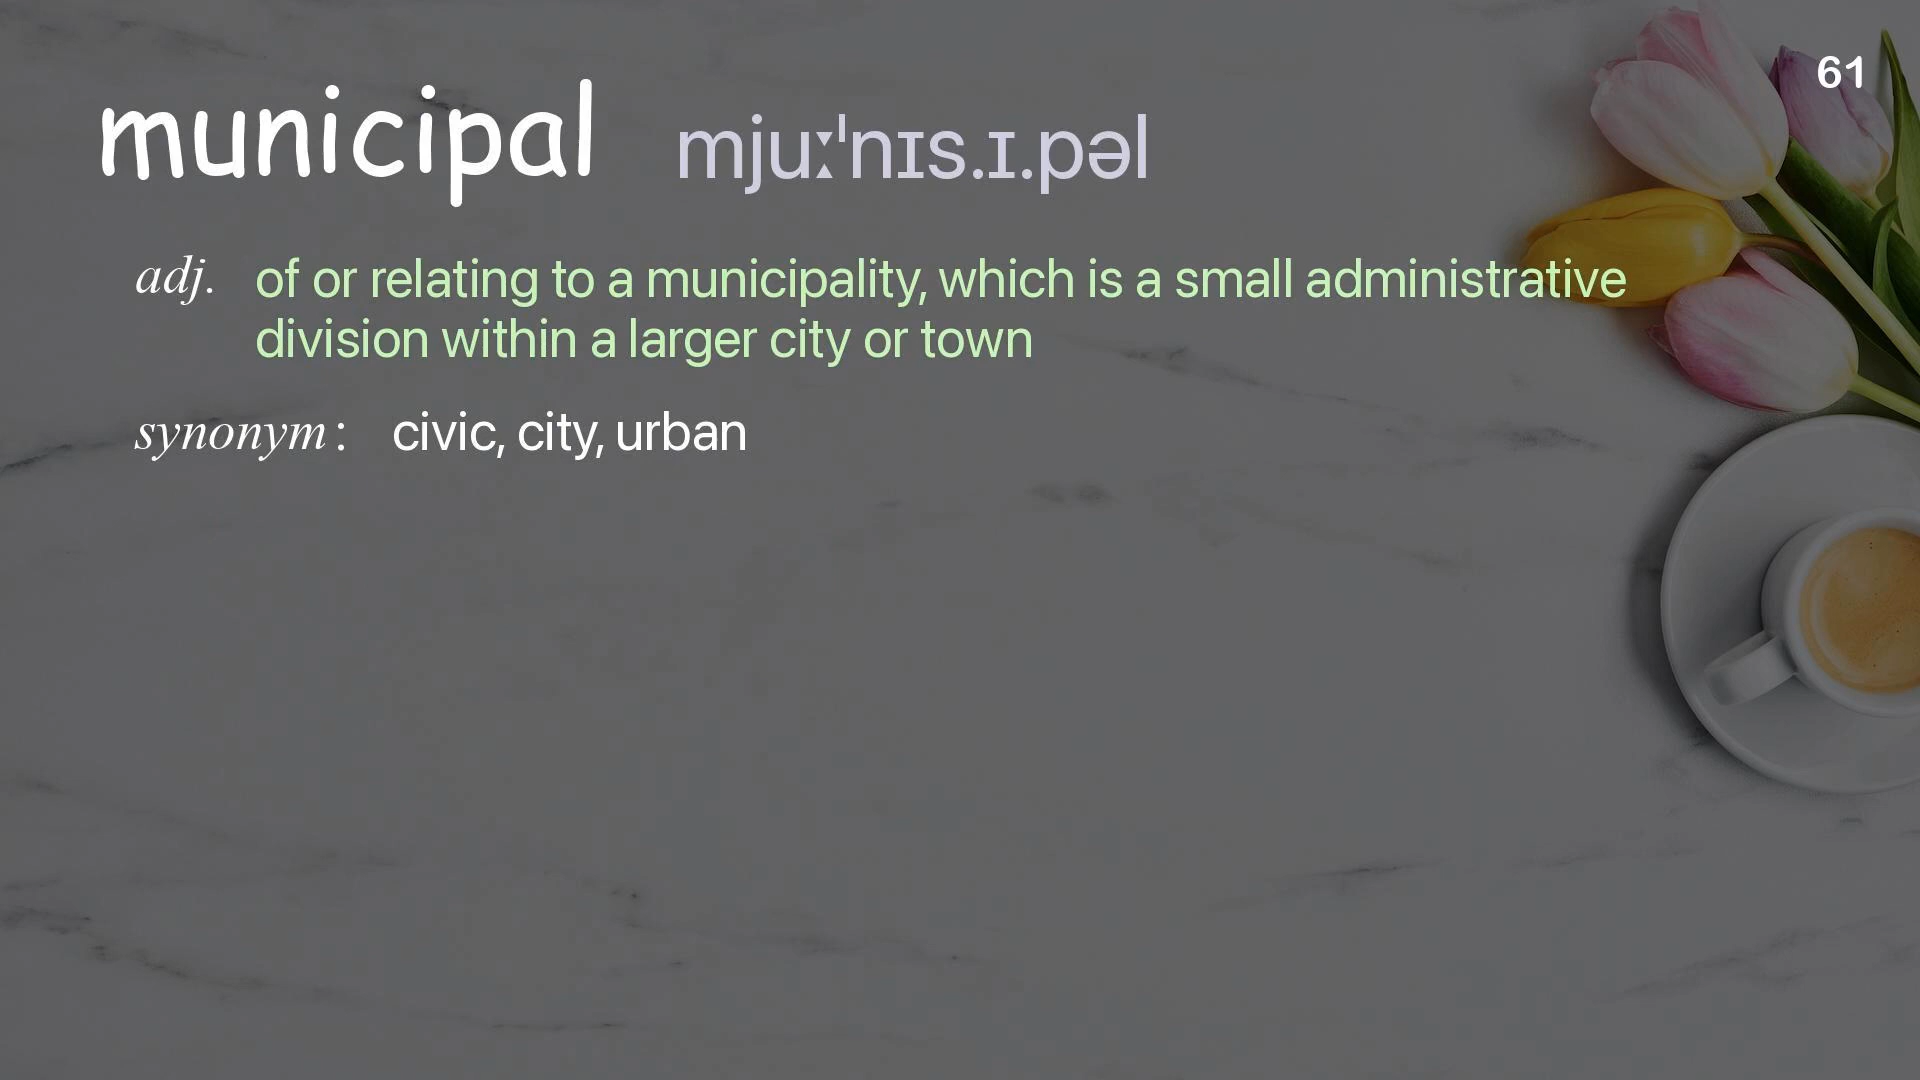 61
municipal mjuːˈnɪs.ɪ.pəl
adj. of or relating to a municipality, which is a small administrative
division within a larger city or town
synonym : civic, city, urban